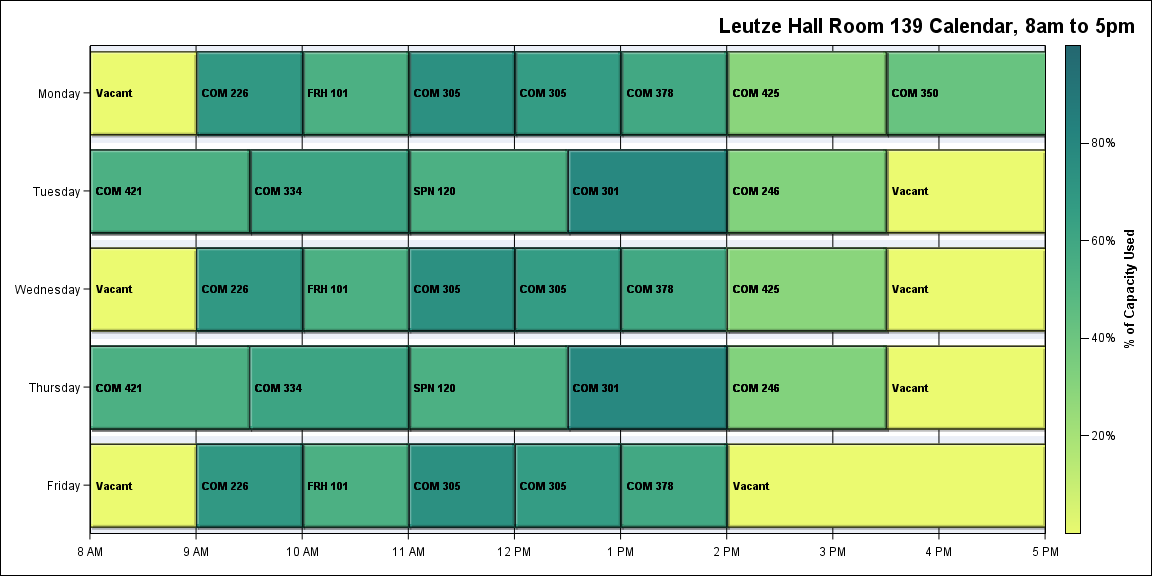 Leutze Hall Room 139 Calendar, 8am to 5pm
Monday
Vacant
COM 226
FRH 101
COM 305
COM 305
COM 378
COM 425
COM 350
Tuesday
COM 421
COM 334
SPN 120
COM 301
COM 246
Vacant
Wednesday
Vacant
COM 226
FRH 101
COM 305
COM 305
COM 378
COM 425
Vacant
Thursday
COM 421
COM 334
SPN 120
COM 301
COM 246
Vacant
Friday
Vacant
COM 226
FRH 101
COM 305
COM 305
COM 378
Vacant
8 AM
9 AM
10 AM
11 AM
12 PM
1 PM
2 PM
3 PM
4 PM
5 PM
80%
60%
40%
20%
% of Capacity Used